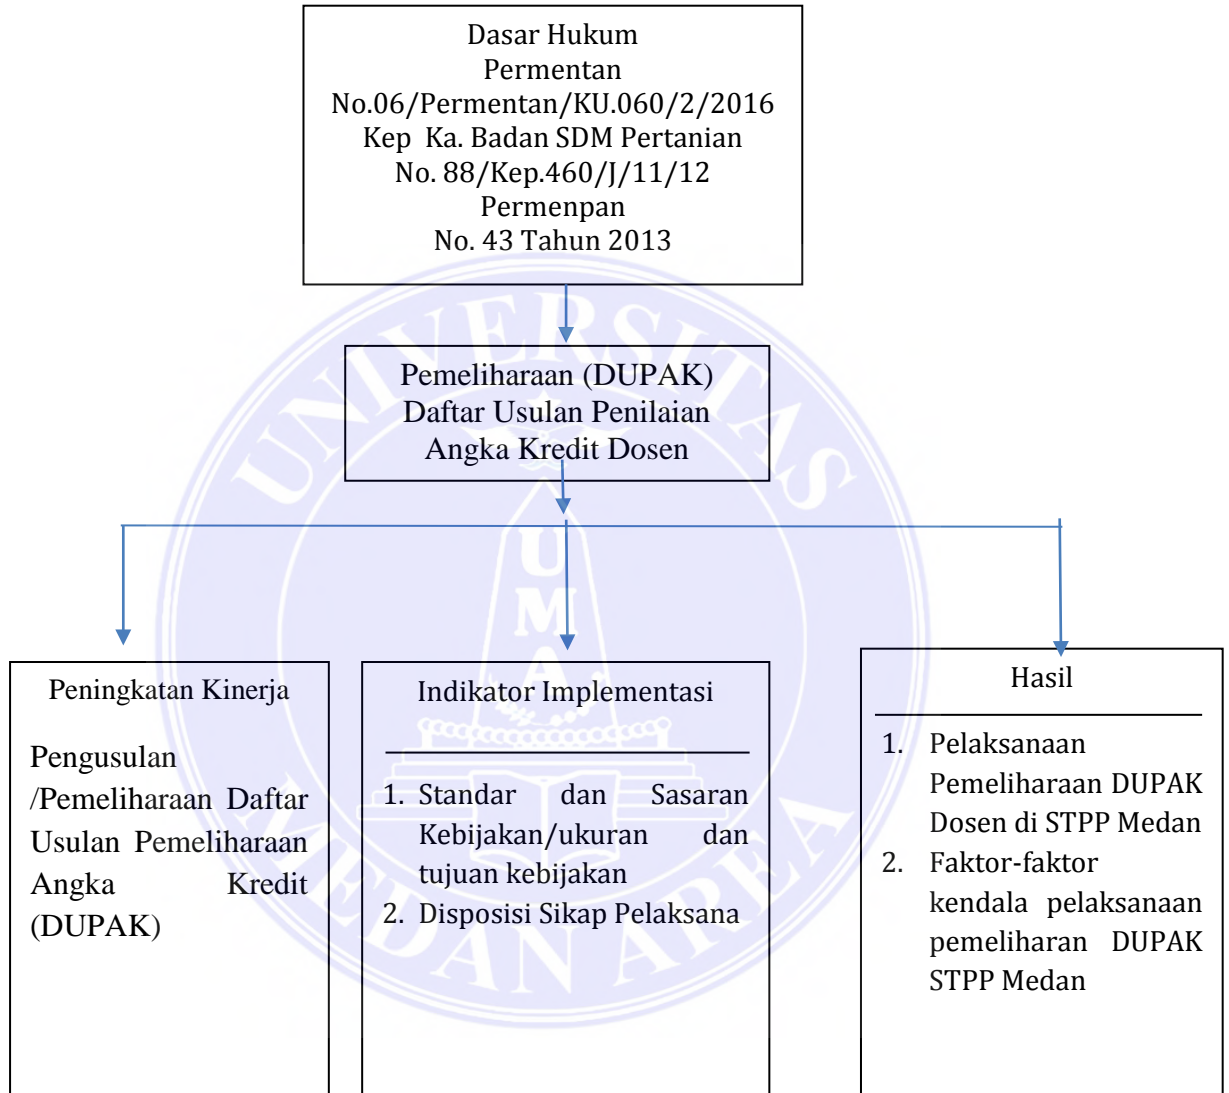 Dasar Hukum
Permentan
No.06/Permentan/KU.060/2/2016
Kep Ka. Badan SDM Pertanian
No. 88/Kep.460/J/11/12
Permenpan
No. 43 Tahun 2013
Pemeliharaan (DUPAK)
Daftar Usulan Penilaian
Angka Kredit Dosen
Peningkatan Kinerja
Pengusulan
/Pemeliharaan Daftar
Usulan Pemeliharaan
Angka Kredit
(DUPAK)
Indikator Implementasi
1. Standar dan Sasaran
Kebijakan/ukuran dan
tujuan kebijakan
2. Disposisi Sikap Pelaksana
Hasil
1. Pelaksanaan
Pemeliharaan DUPAK
Dosen di STPP Medan
2. Faktor-faktor
kendala pelaksanaan
pemeliharan DUPAK
STPP Medan
UNIVERSITAS
MEDAN AREA
UMA